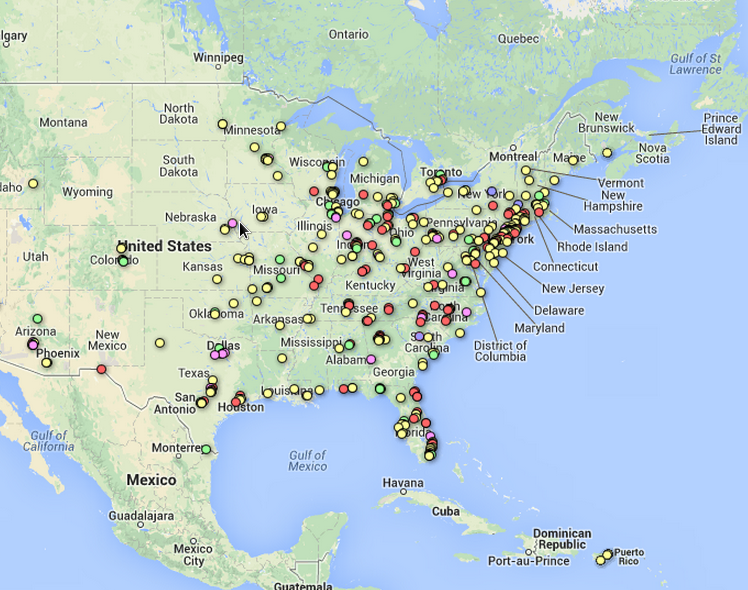 lgary
Ontario
Quebec
Winnipeg
Gulf of St
Lawrence
North
Dakota
Minnesota
Montana
New
Brunswick
Prince
Edward
Island
Montreal
Maine
Nova
Scotia
South
Dakota
Wisconsin
Toronto
Michigan
Vermont
New
Hampshire
daho
Wyoming
Chicago
New York
Massachusetts
Nebraska
Iowa
Illinois
Ohio
Pennsylvania
Rhode Island
United States
Connecticut
Utah
Colorado
Kansas
Missouri
West
Virginia
Kentucky
New Jersey
Delaware
Maryland
Oklahoma
Arkansas
Tennessee
North
Carolina
District of
Columbia
Arizona
Phoenix
New
Mexico
Dallas
Mississippi
Alabama
South
Carolina
Georgia
Texas
San
Antonio
Houston
Louisiana
Florida
Gulf of
California
Monterrey
Gulf of
Mexico
Mexico
Havana
Cuba
Guadalajara
Mexico
City
Dominican
Republic
Port-au-Prince
Puerto
Rico
Guatemala